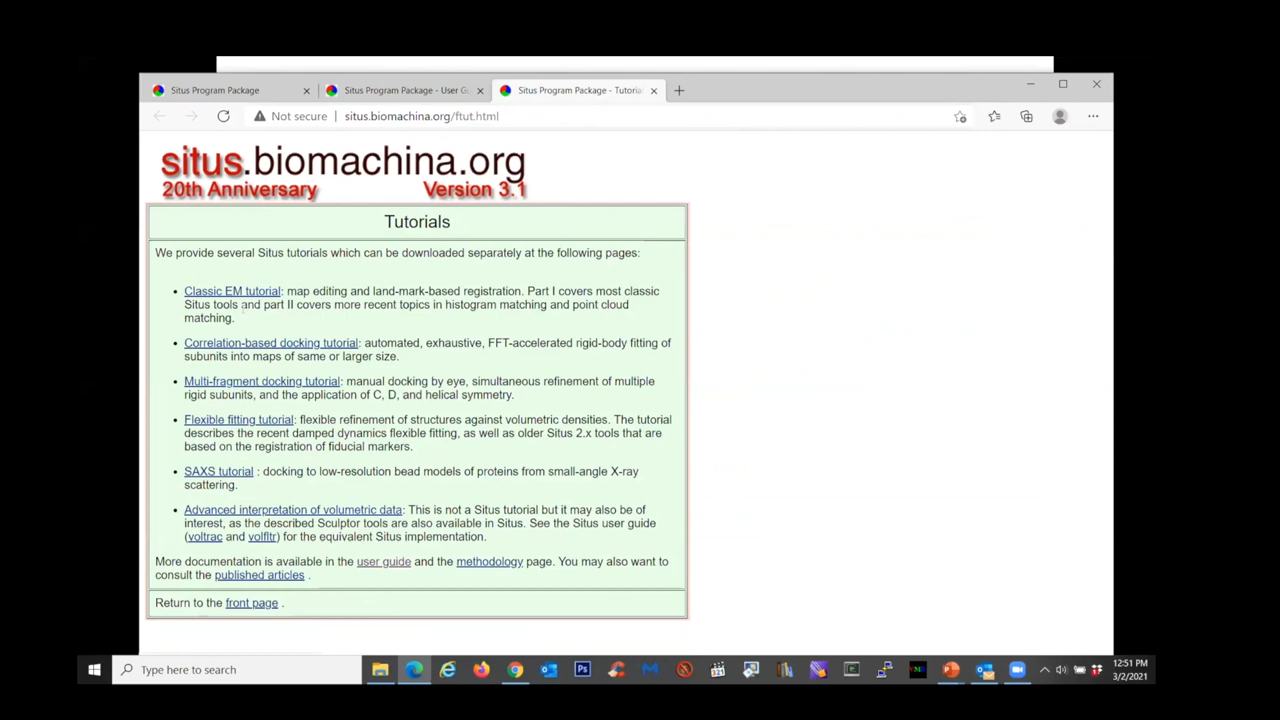 Situs Program Package
Situs Program Package - User G
Situs Program Package - Tutoria
Not secure
situs.biomachina.org/ftut.html
situs.biomachina.org
20th Anniversary Version 3.1
Tutorials
We provide several Situs tutorials which can be downloaded separately at the following pages:
• Classic EM tutorial: map editing and land-mark-based registration. Part I covers most classic
Situs tools and part II covers more recent topics in histogram matching and point cloud
matching.
• Correlation-based docking tutorial: automated, exhaustive, FFT-accelerated rigid-body fitting of
subunits into maps of same or larger size.
• Multi-fragment docking tutorial: manual docking by eye, simultaneous refinement of multiple
rigid subunits, and the application of C, D, and helical symmetry.
• Flexible fitting tutorial: flexible refinement of structures against volumetric densities. The tutorial
describes the recent damped dynamics flexible fitting, as well as older Situs 2.x tools that are
based on the registration of fiducial markers.
• SAXS tutorial : docking to low-resolution bead models of proteins from small-angle X-ray
scattering.
• Advanced interpretation of volumetric data: This is not a Situs tutorial but it may also be of
interest, as the described Sculptor tools are also available in Situs. See the Situs user guide
(voltrac and volfltr) for the equivalent Situs implementation.
More documentation is available in the user guide and the methodology page. You may also want to
consult the published articles .
Return to the front page .
Type here to search
Ps
12:51 PM
3/2/2021